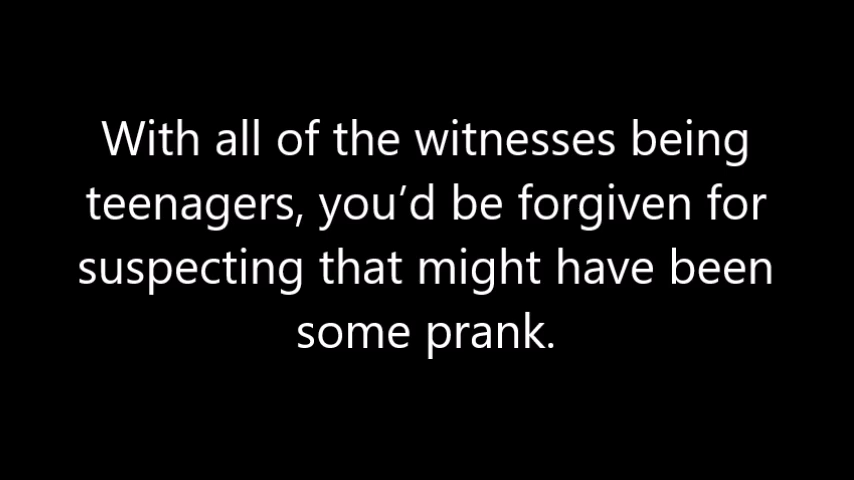 With all of the witnesses being
teenagers, you’d be forgiven for
suspecting that might have been
some prank.